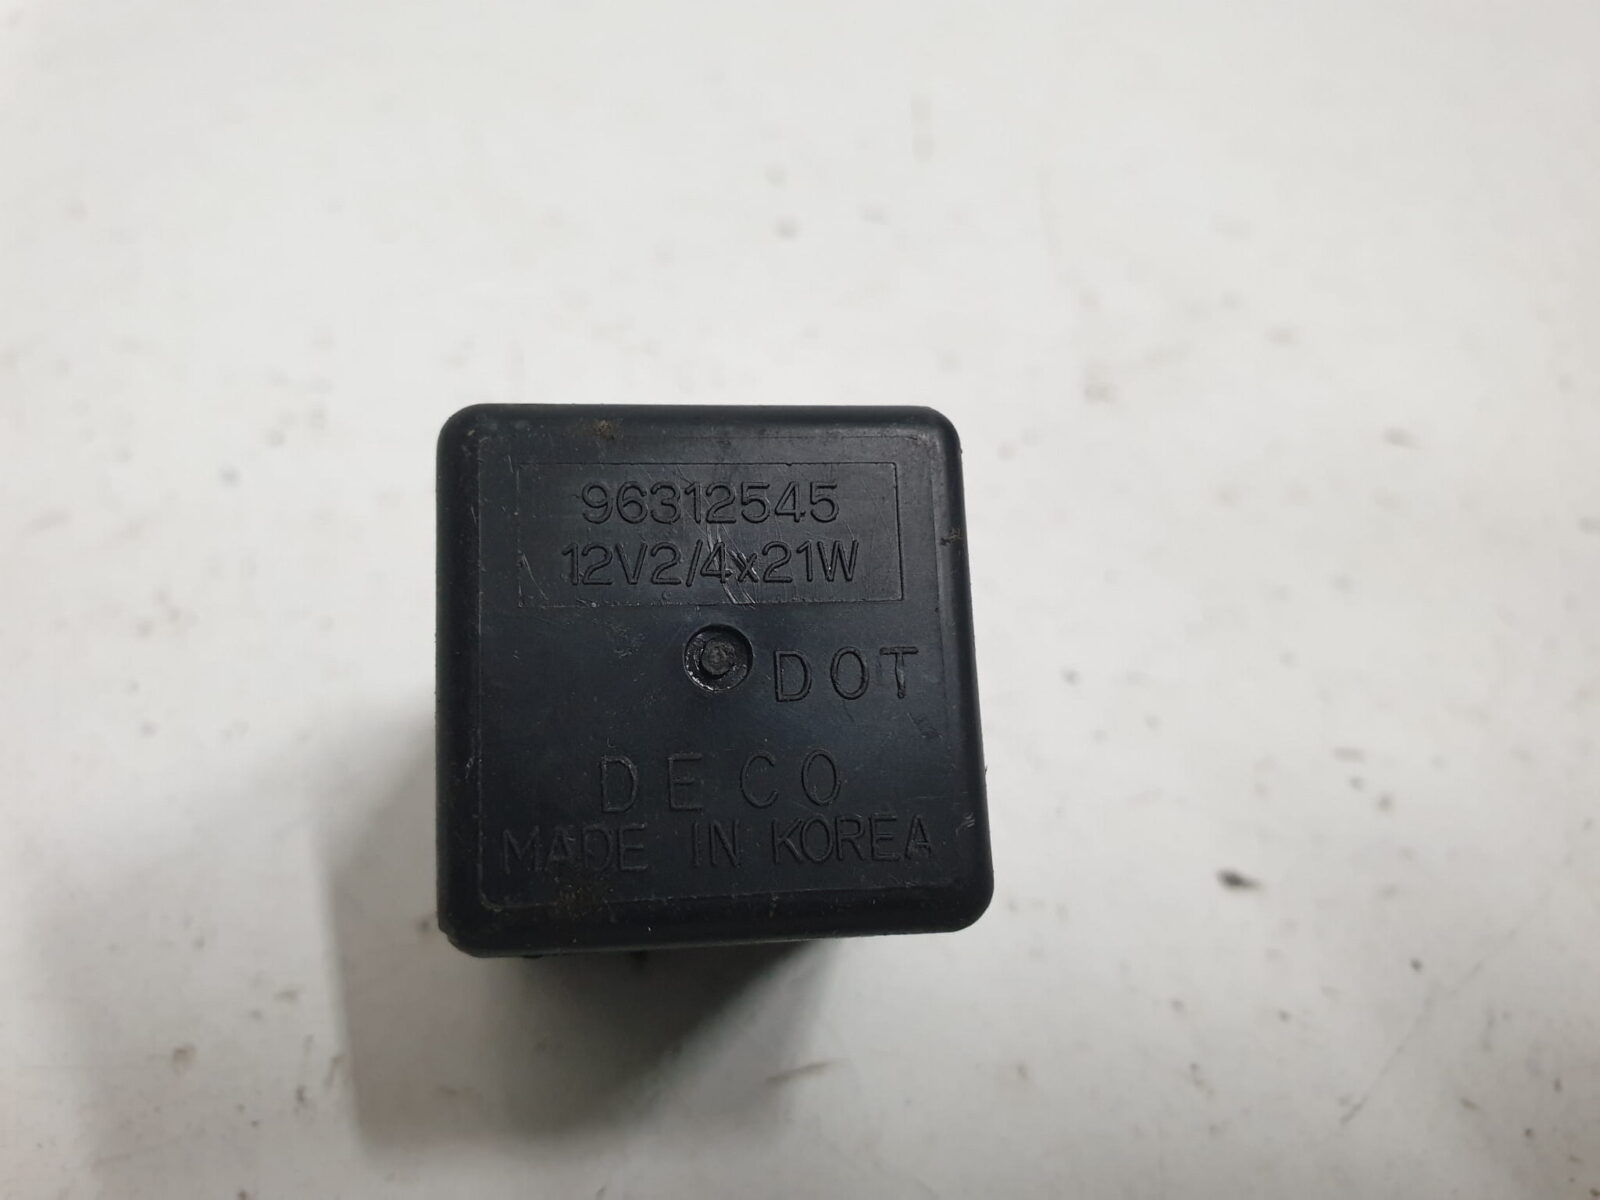 96312545
12V2/4x21W
DOT
DECO
MADE IN KOREA